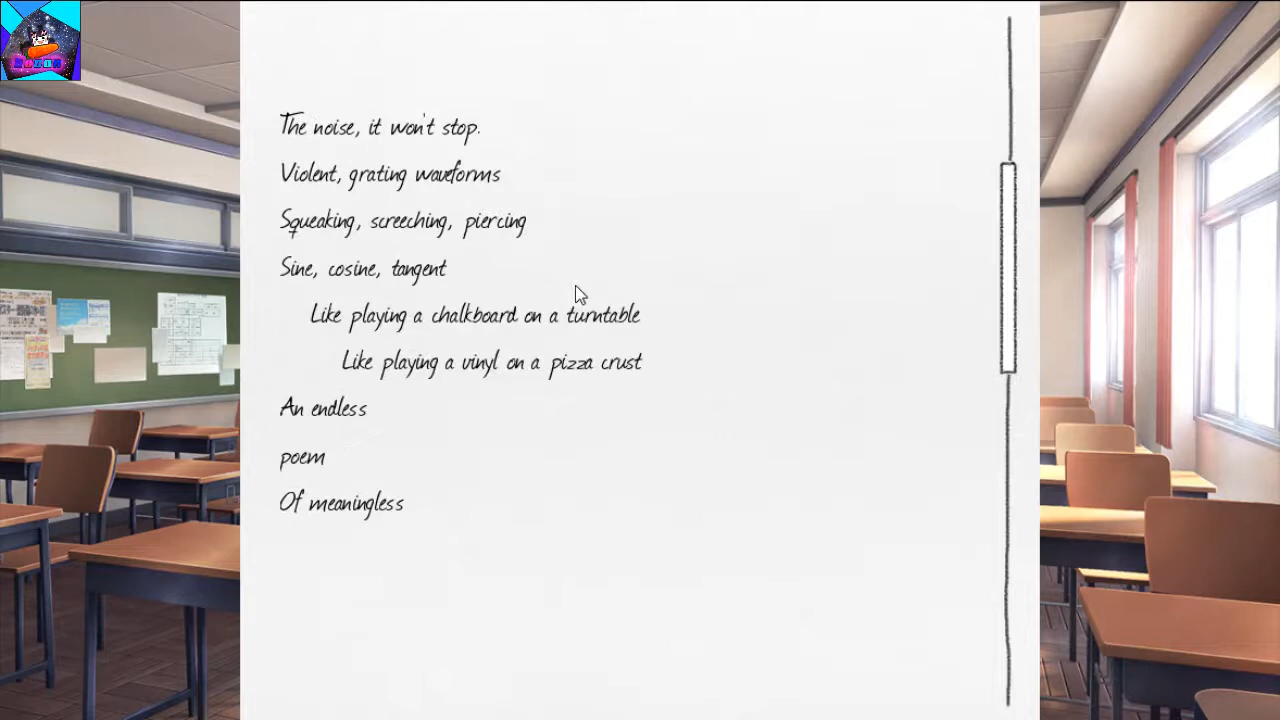 The noise, it won't stop.
Violent, grating waveforms
Squeaking, screeching, piercing
Sine, cosine, tangent
Like playing a chalkboard on a turntable
Like playing a vinyl on a pizza crust
An endless
poem
Of meaningless